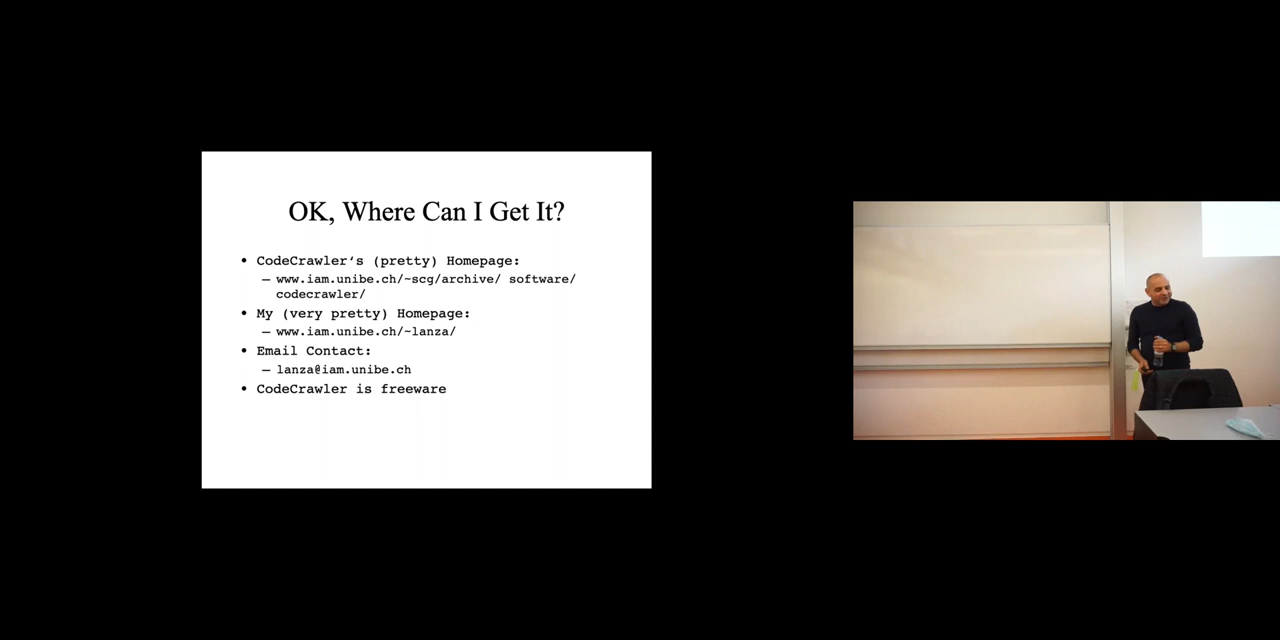 OK, Where Can I Get It?
• CodeCrawler‘s (pretty) Homepage:
– www.iam.unibe.ch/~scg/archive/ software/
codecrawler/
• My (very pretty) Homepage:
– www.iam.unibe.ch/~lanza/
• Email Contact:
– lanza@iam.unibe.ch
• CodeCrawler is freeware